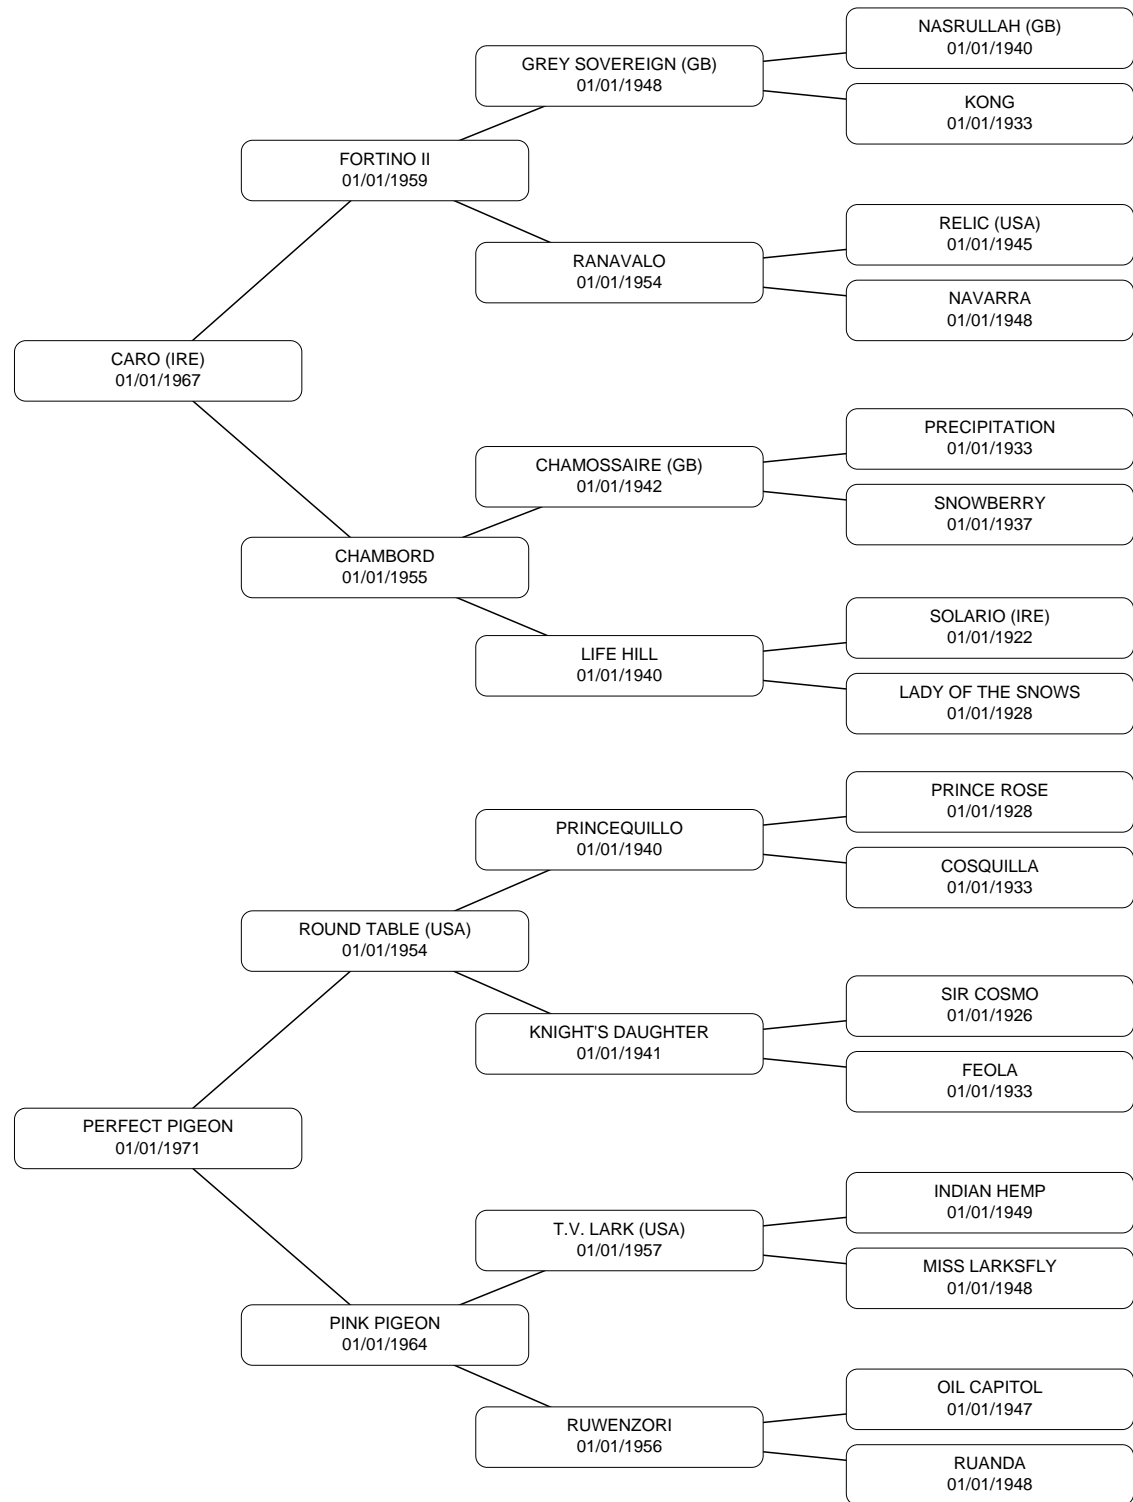 NASRULLAH (GB)
01/01/1940
GREY SOVEREIGN (GB)
01/01/1948
KONG
01/01/1933
FORTINO II
01/01/1959
RELIC (USA)
01/01/1945
RANAVALO
01/01/1954
NAVARRA
01/01/1948
CARO (IRE)
01/01/1967
PRECIPITATION
01/01/1933
CHAMOSSAIRE (GB)
01/01/1942
SNOWBERRY
01/01/1937
CHAMBORD
01/01/1955
SOLARIO (IRE)
01/01/1922
LIFE HILL
01/01/1940
LADY OF THE SNOWS
01/01/1928
PRINCE ROSE
01/01/1928
PRINCEQUILLO
01/01/1940
COSQUILLA
01/01/1933
ROUND TABLE (USA)
01/01/1954
SIR COSMO
01/01/1926
KNIGHT'S DAUGHTER
01/01/1941
FEOLA
01/01/1933
PERFECT PIGEON
01/01/1971
INDIAN HEMP
01/01/1949
T.V. LARK (USA)
01/01/1957
MISS LARKSFLY
01/01/1948
PINK PIGEON
01/01/1964
OIL CAPITOL
01/01/1947
RUWENZORI
01/01/1956
RUANDA
01/01/1948